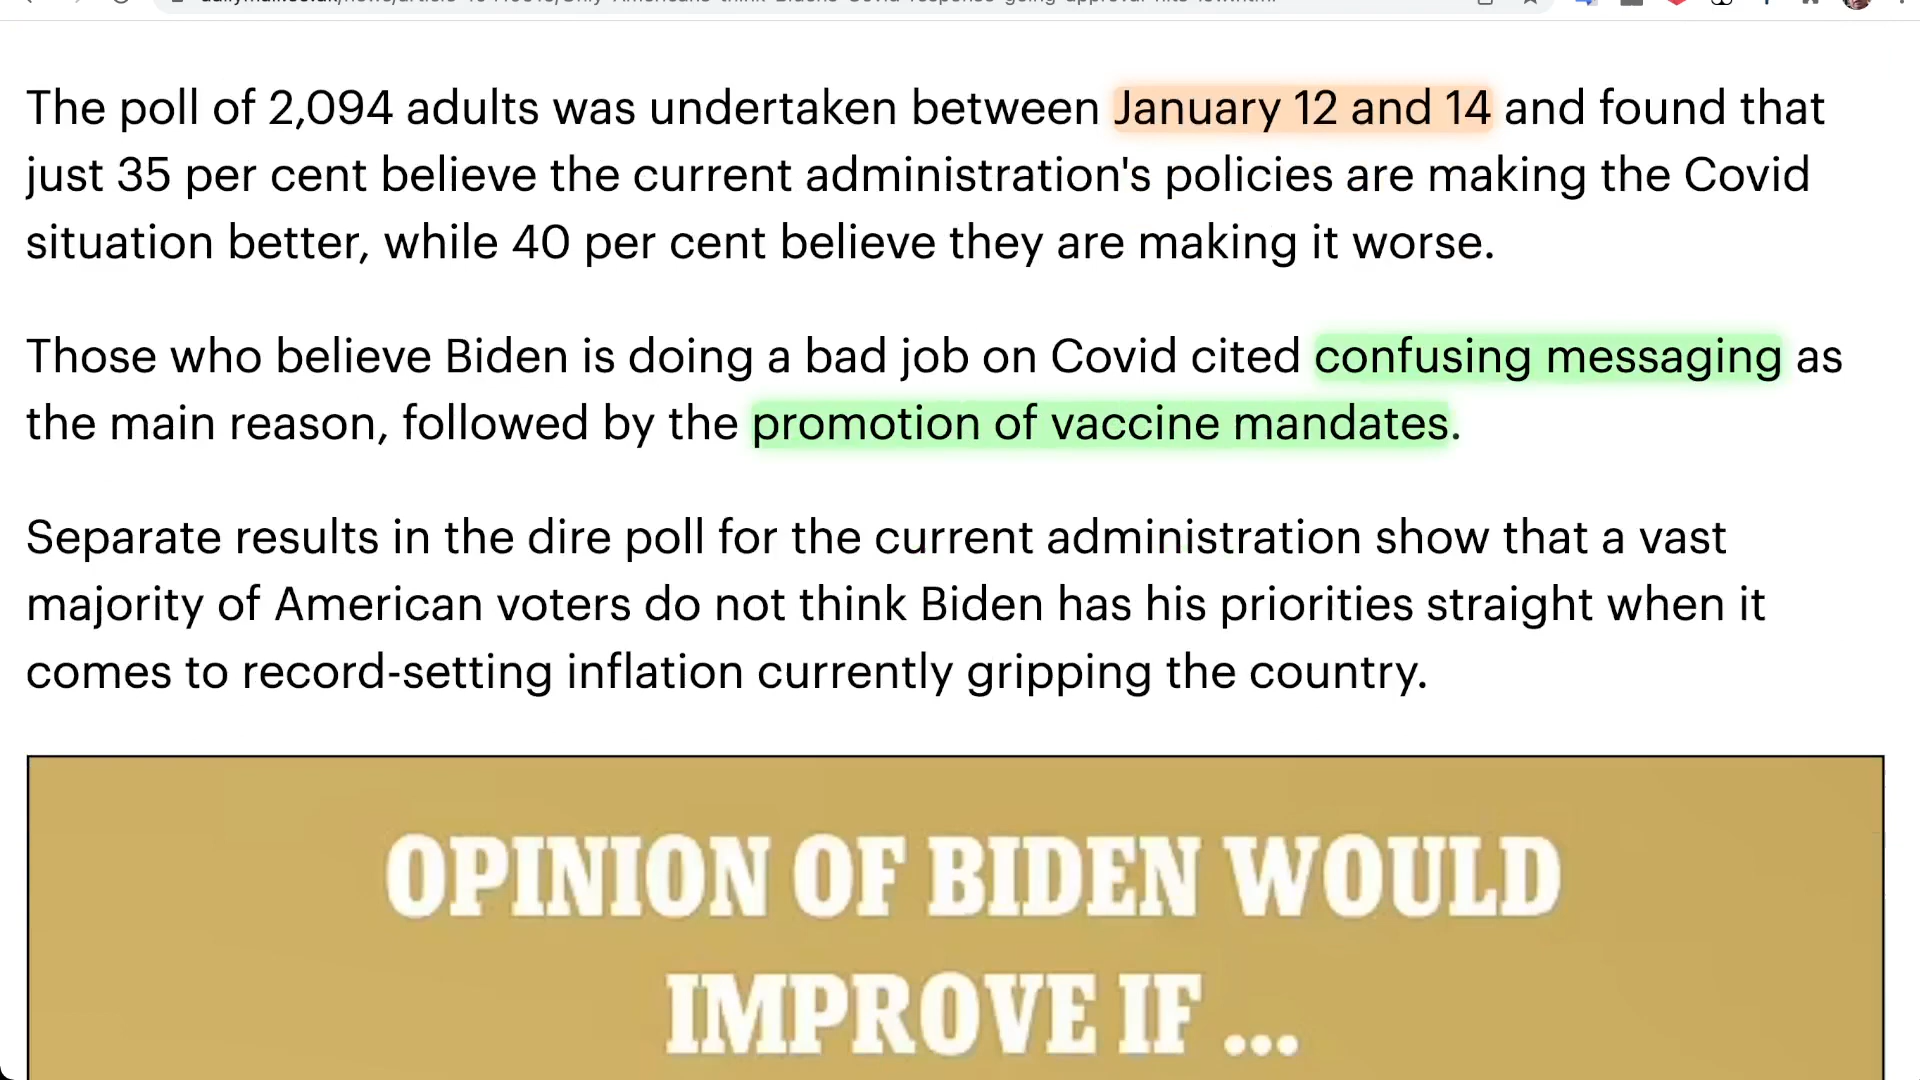 The poll of 2,094 adults was undertaken between January 12 and 14 and found that
just 35 per cent believe the current administration's policies are making the Covid
situation better, while 40 per cent believe they are making it worse.
Those who believe Biden is doing a bad job on Covid cited confusing messaging as
the main reason, followed by the promotion of vaccine mandates.
Separate results in the dire poll for the current administration show that a vast
majority of American voters do not think Biden has his priorities straight when it
comes to record-setting inflation currently gripping the country.
OPINION OF BIDEN WOULD
IMPROVE IF ...